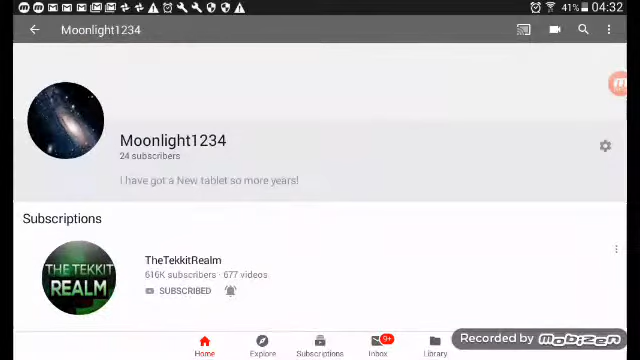 41% 04:32
Moonlight1234
Moonlight1234
24 subscribers
I have got a New tablet so more years!
Subscriptions
THE TEKKIT
REALM
TheTekkitRealm
616K subscribers · 677 videos
SUBSCRIBED
9+
Home Explore Subscriptions Inbox Library
Recorded by MOBIZEN